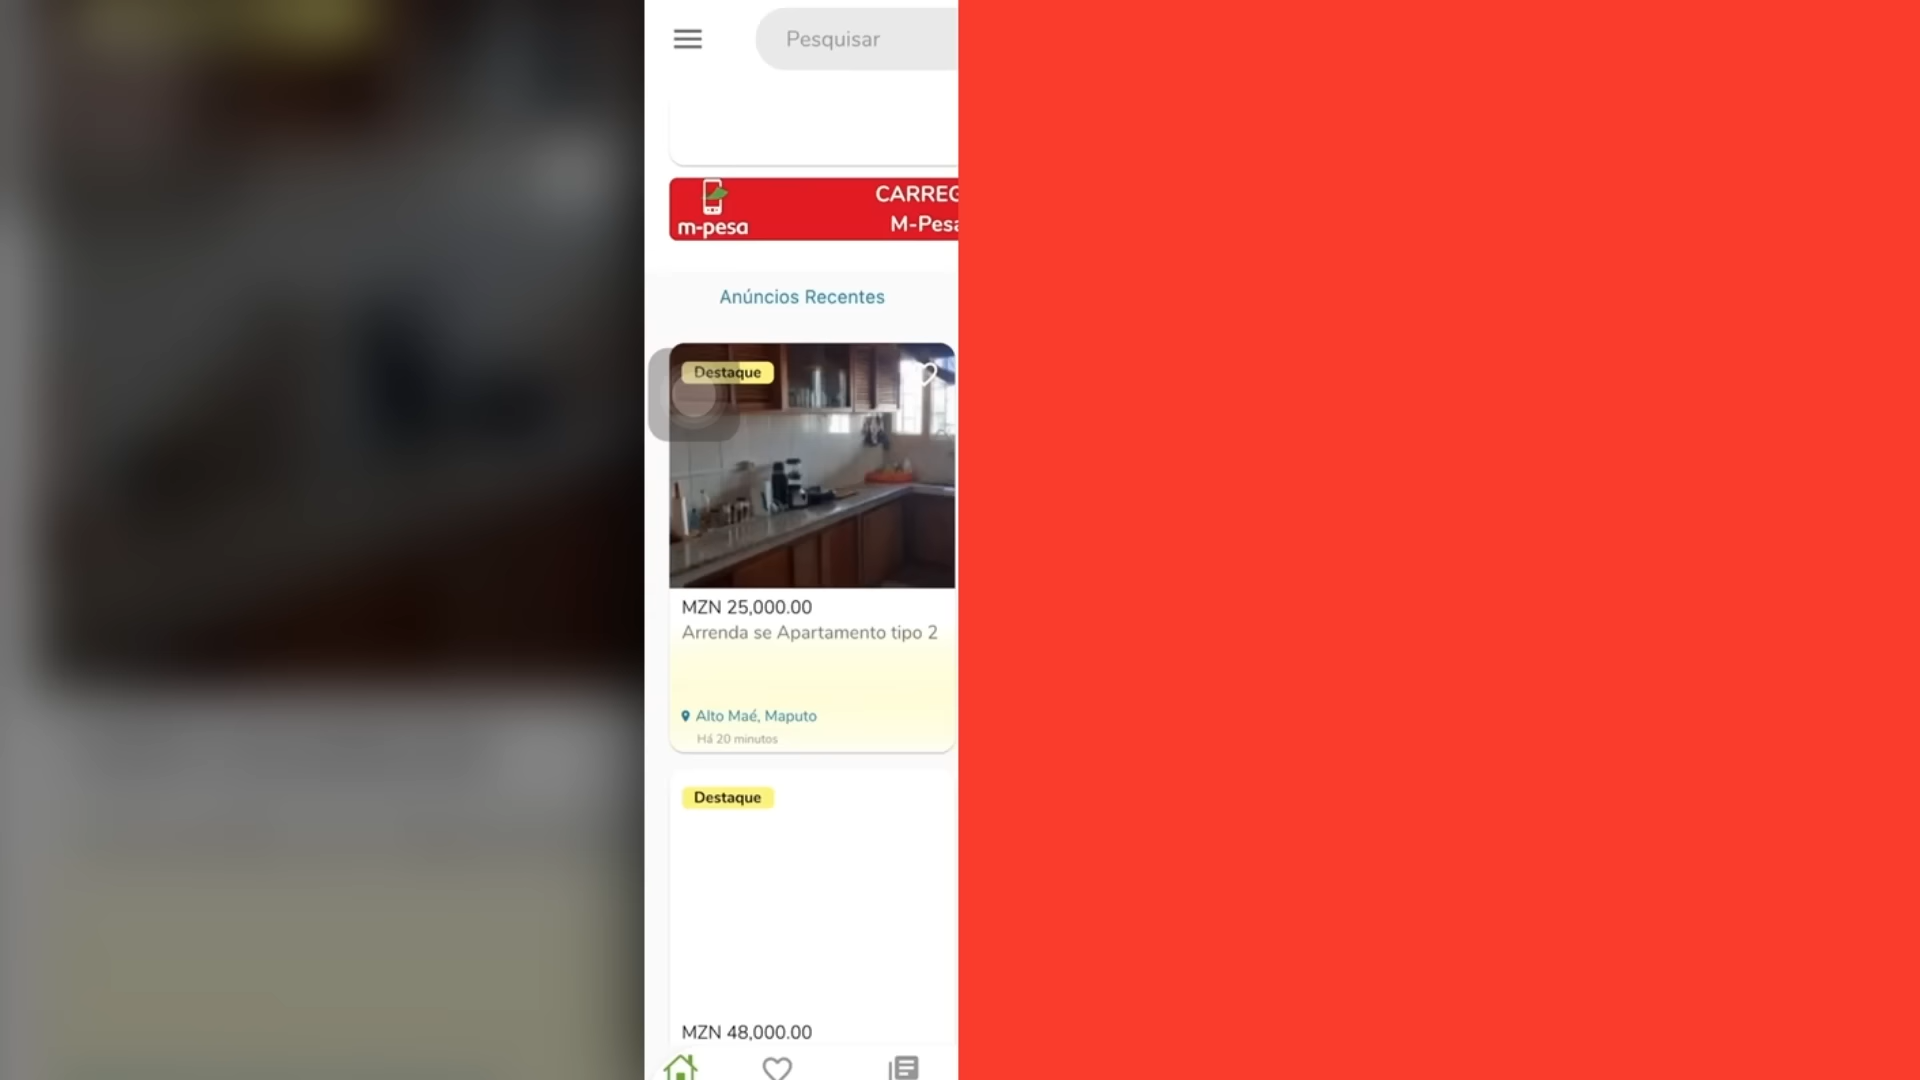 Pesquisar
m-pesa
CARREG
M-Pesa
Anúncios Recentes
Destaque
MZN 25,000.00
Arrenda se Apartamento tipo 2
Alto Maé, Maputo
Há 20 minutos
Destaque
MZN 48,000.00